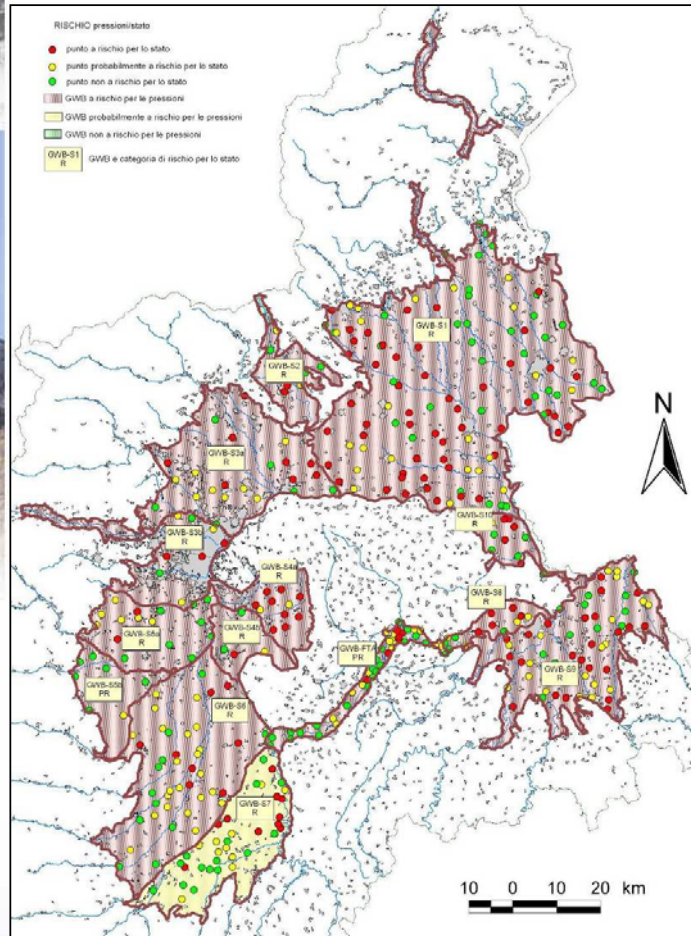 RISCHIO pressioni/stato
punto a rischio per lo stato
punto probabilmente a rischio per lo stato
punto non a rischio per lo stato
GWB a rischio per le pressioni
GWB probabilmente a rischio per le pressioni
GWB non a rischio per le pressioni
GWB-S1
R
GWB e categoria di rischio per lo stato
GWB-S1
R
GWB-S2
R
N
GWB-S3a
R
GWB-S10
R
GWB-S3b
R
GWB-S4a
R
GWB-S8
R
GWB-S4b
R
GWB-S5a
R
GWB-FTA
PR
GWB-S9
R
GWB-S5b
PR
GWB-S6
R
GWB-S7
R
10 0 10 20 km